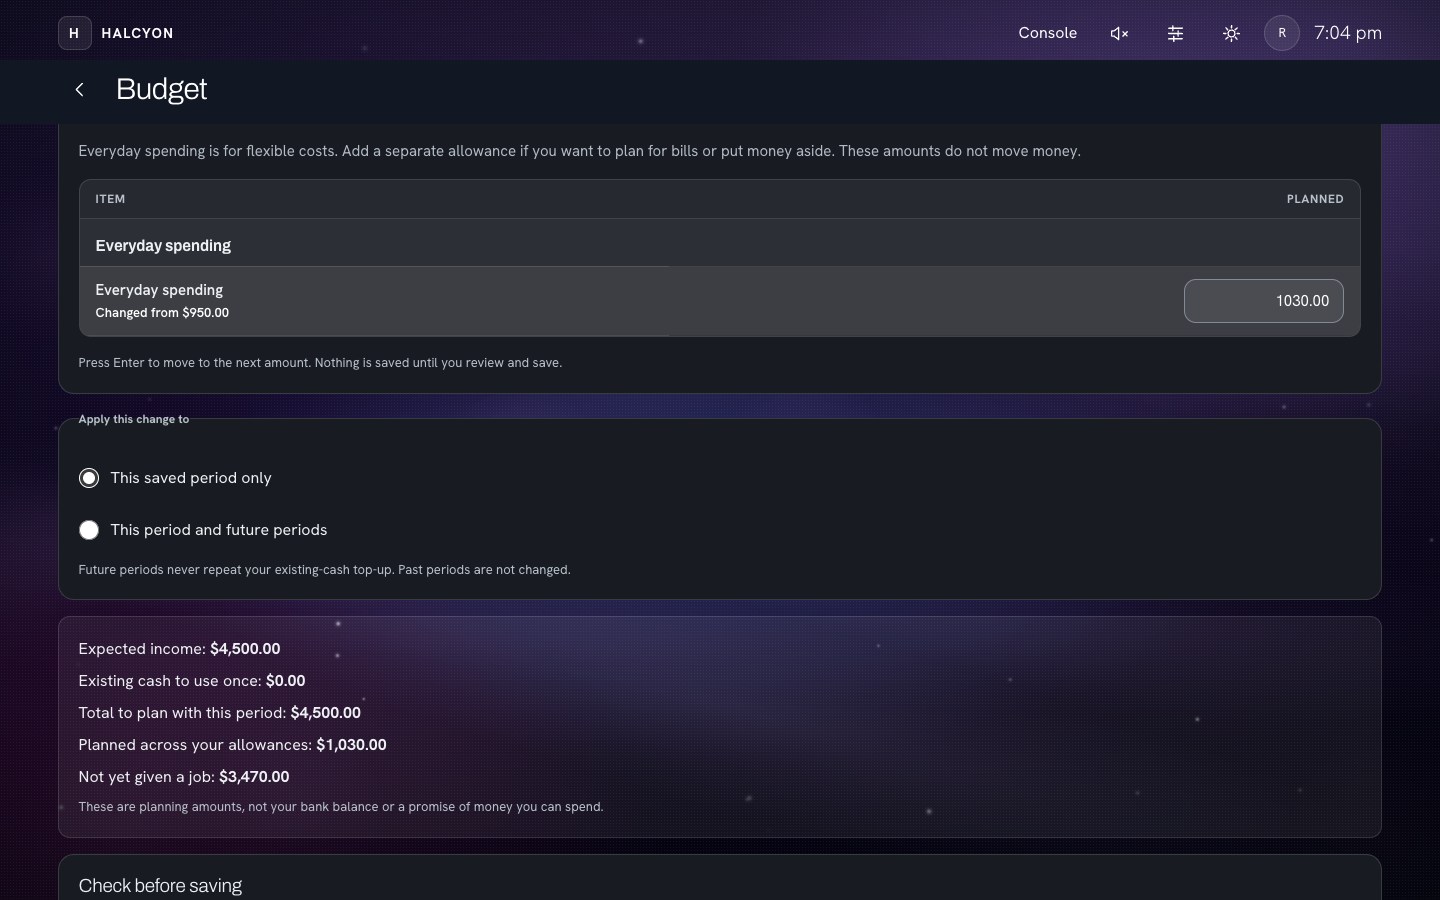 H HALCYON Console R 7:04 pm
Budget
Everyday spending is for flexible costs. Add a separate allowance if you want to plan for bills or put money aside. These amounts do not move money.
ITEM PLANNED
Everyday spending
Everyday spending
Changed from $950.00
1030.00
Press Enter to move to the next amount. Nothing is saved until you review and save.
Apply this change to
This saved period only
This period and future periods
Future periods never repeat your existing-cash top-up. Past periods are not changed.
Expected income: $4,500.00
Existing cash to use once: $0.00
Total to plan with this period: $4,500.00
Planned across your allowances: $1,030.00
Not yet given a job: $3,470.00
These are planning amounts, not your bank balance or a promise of money you can spend.
Check before saving